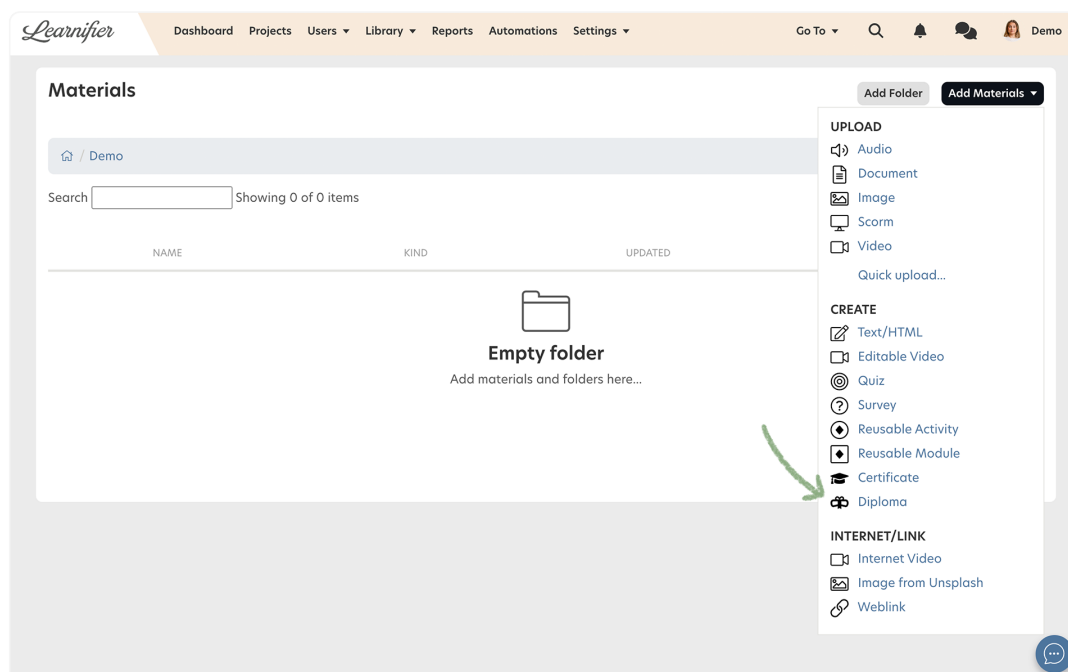 Learnifier
Dashboard Projects Users Library Reports Automations Settings Go To Demo
Materials
Add Folder Add Materials
/ Demo
Search Showing 0 of 0 items
NAME KIND UPDATED
Empty folder
Add materials and folders here...
UPLOAD
Audio
Document
Image
Scorm
Video
Quick upload...
CREATE
Text/HTML
Editable Video
Quiz
Survey
Reusable Activity
Reusable Module
Certificate
Diploma
INTERNET/LINK
Internet Video
Image from Unsplash
Weblink